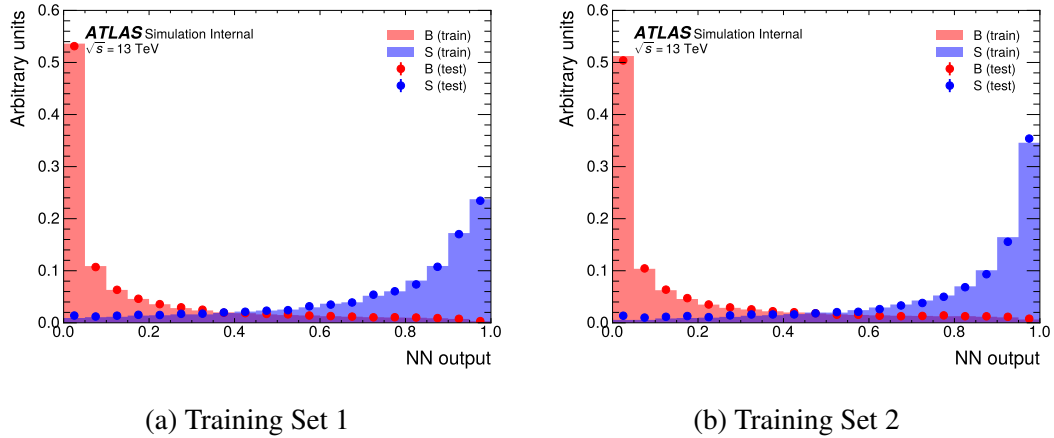 0.6
0.5
0.4
0.3
0.2
0.1
0.0
Arbitrary units
ATLAS Simulation Internal
√s = 13 TeV
B (train)
S (train)
B (test)
S (test)
0.0 0.2 0.4 0.6 0.8 1.0
NN output
(a) Training Set 1
0.6
0.5
0.4
0.3
0.2
0.1
0.0
Arbitrary units
ATLAS Simulation Internal
√s = 13 TeV
B (train)
S (train)
B (test)
S (test)
0.0 0.2 0.4 0.6 0.8 1.0
NN output
(b) Training Set 2